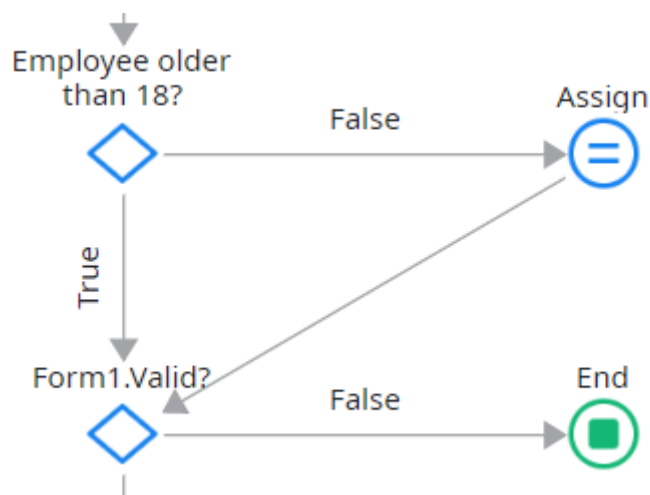 Employee older
than 18?
False
Assign
True
Form1.Valid?
False
End